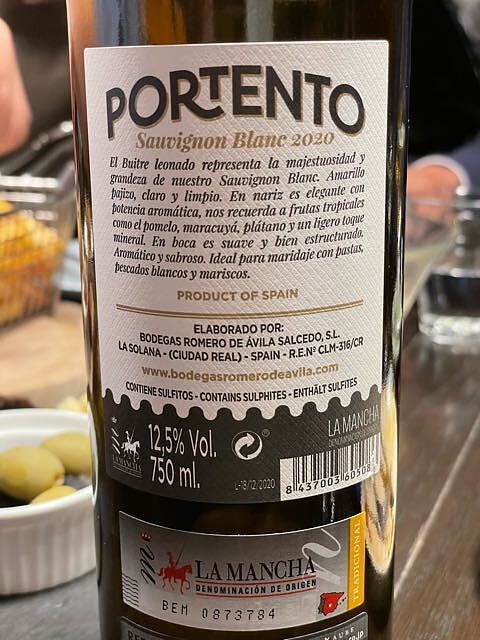 PORTENTO
Sauvignon Blanc 2020
El Buitre leonado representa la majestuosidad y
grandeza de nuestro Sauvignon Blanc. Amarillo
pajizo, claro y limpio. En nariz es elegante con
potencia aromática, nos recuerda a frutas tropicales
como el pomelo, maracuyá, plátano y un ligero toque
mineral. En boca es suave y bien estructurado.
Aromático y sabroso. Ideal para maridaje con pastas,
pescados blancos y mariscos.
PRODUCT OF SPAIN
ELABORADO POR:
BODEGAS ROMERO DE ÁVILA SALCEDO, S.L.
LA SOLANA - (CIUDAD REAL) - SPAIN - R.E.Nº CLM-316/CR
www.bodegasromerodeavila.com
CONTIENE SULFITOS - CONTAINS SULPHITES - ENTHÄLT SULFITES
LA MANCHA
12,5% Vol.
750 ml.
L-18/12/2020
LA MANCHA
8 437003 60508
LA MANCHA
DENOMINACIÓN DE ORIGEN
BEM 0873784
TRADICIONAL